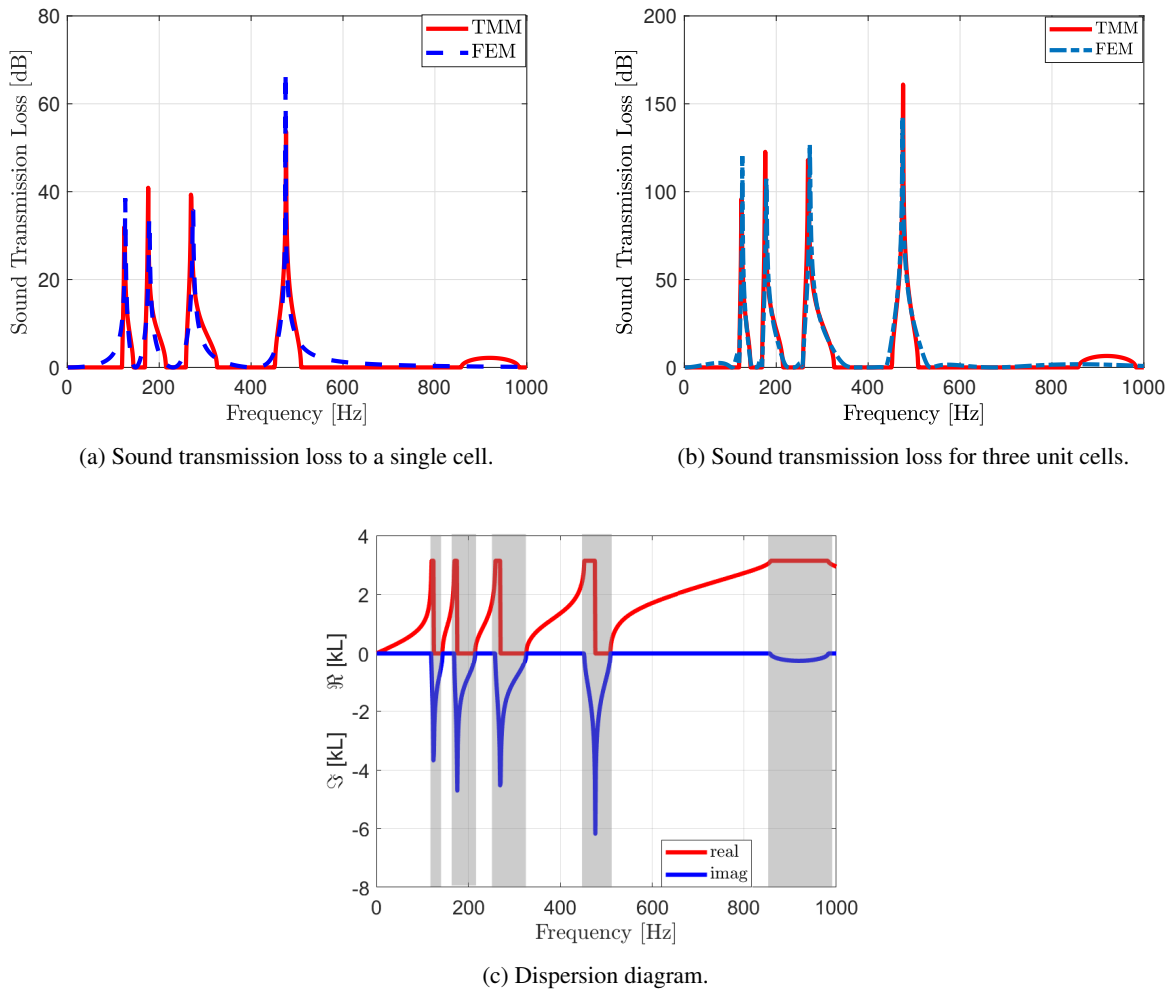 80
60
40
20
0
0 200 400 600 800 1000
Sound Transmission Loss [dB]
Frequency [Hz]
TMM
FEM
(a) Sound transmission loss to a single cell.
200
150
100
50
0
0 200 400 600 800 1000
Sound Transmission Loss [dB]
Frequency [Hz]
TMM
FEM
(b) Sound transmission loss for three unit cells.
4
2
0
-2
-4
-6
-8
0 200 400 600 800 1000
ℑ [kL] ℜ [kL]
Frequency [Hz]
real
imag
(c) Dispersion diagram.